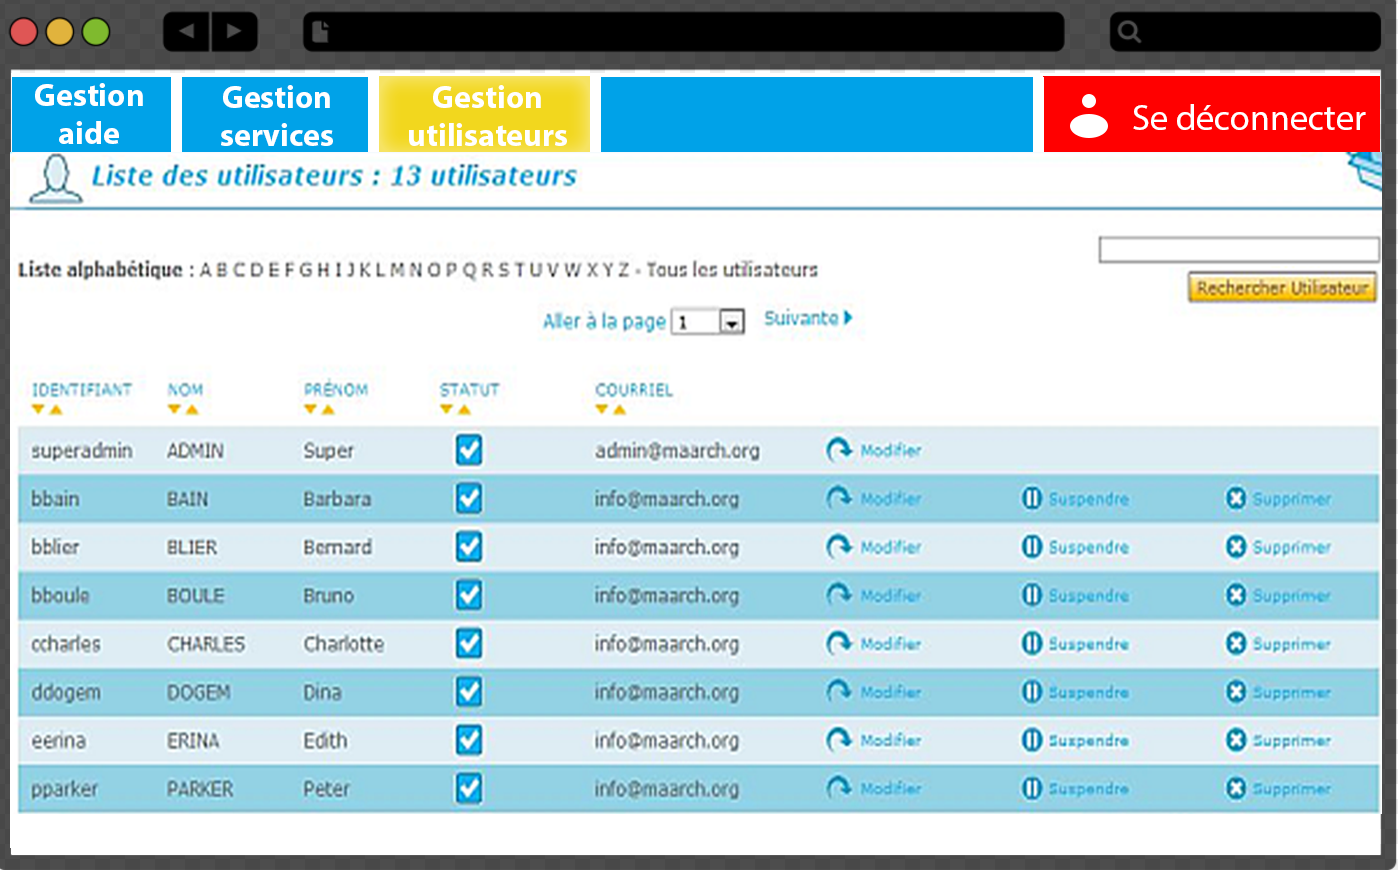 Gestion aide
Gestion services
Gestion utilisateurs
Se déconnecter
Liste des utilisateurs : 13 utilisateurs
Liste alphabétique : A B C D E F G H I J K L M N O P Q R S T U V W X Y Z - Tous les utilisateurs
Rechercher Utilisateur
Aller à la page 1 Suivante
IDENTIFIANT NOM PRÉNOM STATUT COURRIEL
superadmin ADMIN Super admin@maarch.org Modifier
bbain BAIN Barbara info@maarch.org Modifier Suspendre Supprimer
bblier BLIER Bernard info@maarch.org Modifier Suspendre Supprimer
bboule BOULE Bruno info@maarch.org Modifier Suspendre Supprimer
ccharles CHARLES Charlotte info@maarch.org Modifier Suspendre Supprimer
ddogem DOGEM Dina info@maarch.org Modifier Suspendre Supprimer
eerina ERINA Edith info@maarch.org Modifier Suspendre Supprimer
pparker PARKER Peter info@maarch.org Modifier Suspendre Supprimer